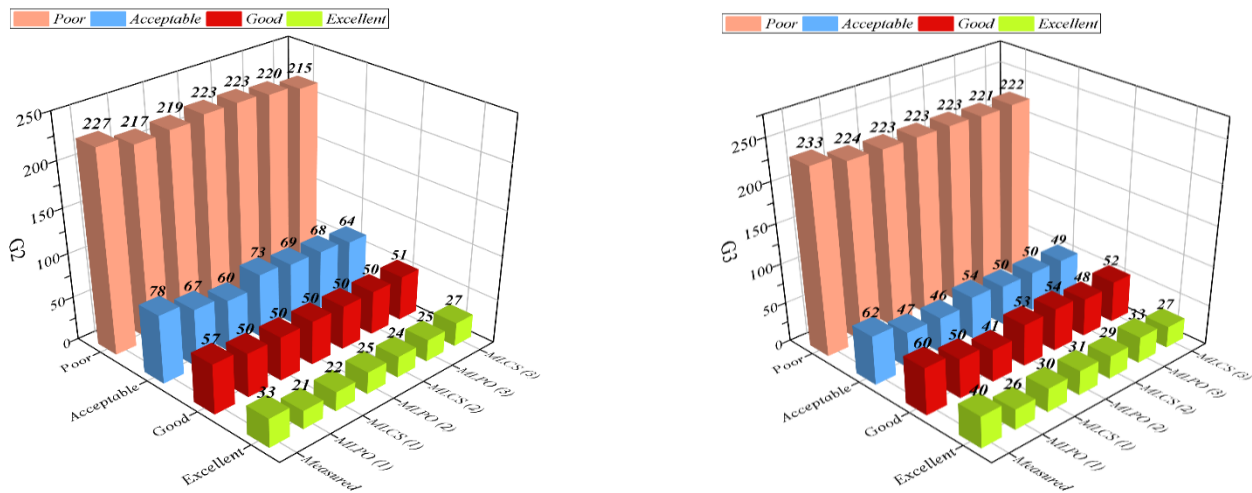 Poor Acceptable Good Excellent
250
200
150
100
50
0
G2
227 217 219 223 223 220 215
78 67 60 73 69 68 64
57 50 50 50 50 50 51
33 21 22 25 24 25 27
Poor
Acceptable
Good
Excellent
Measured
MLPO (1)
MLCS (1)
MLPO (2)
MLCS (2)
MLPO (3)
MLCS (3)
Poor Acceptable Good Excellent
250
200
150
100
50
0
G3
233 224 223 223 223 221 222
62 47 46 54 50 50 49
60 50 41 53 54 48 52
40 26 30 31 29 33 27
Poor
Acceptable
Good
Excellent
Measured
MLPO (1)
MLCS (1)
MLPO (2)
MLCS (2)
MLPO (3)
MLCS (3)